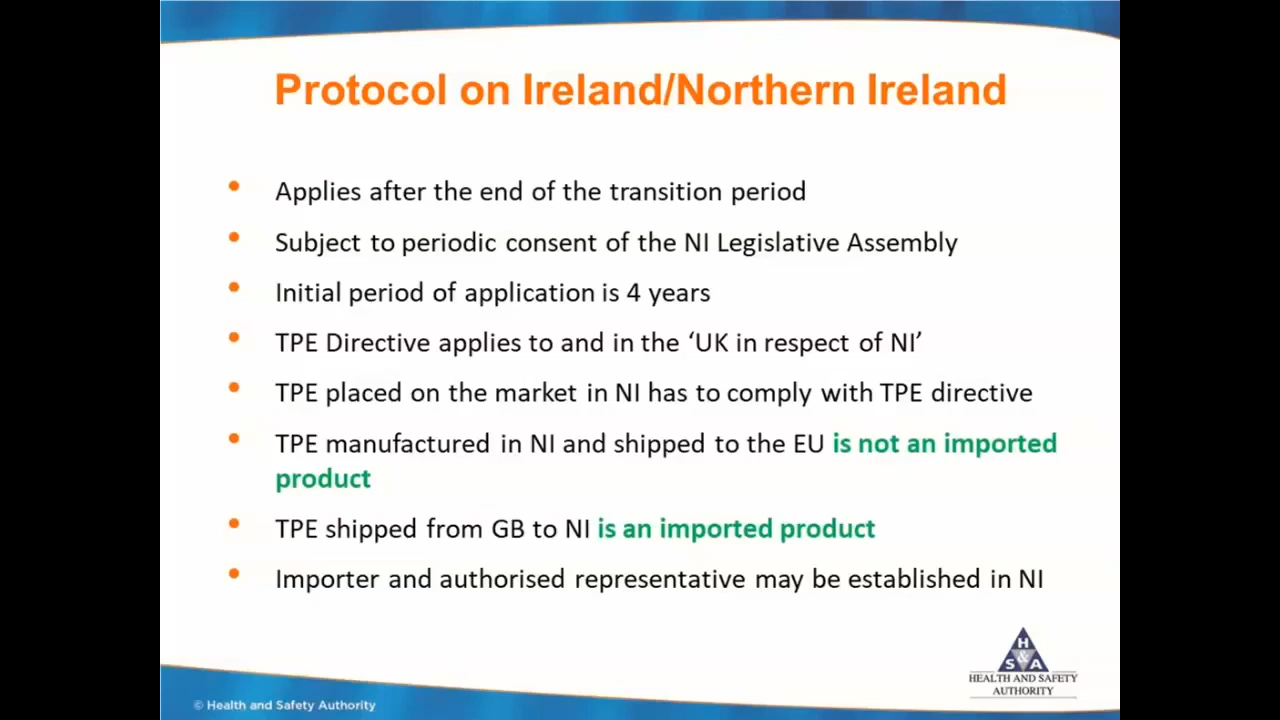 Protocol on Ireland/Northern Ireland
• Applies after the end of the transition period
• Subject to periodic consent of the NI Legislative Assembly
• Initial period of application is 4 years
• TPE Directive applies to and in the ‘UK in respect of NI’
• TPE placed on the market in NI has to comply with TPE directive
• TPE manufactured in NI and shipped to the EU is not an imported
product
• TPE shipped from GB to NI is an imported product
• Importer and authorised representative may be established in NI
H
S & A
HEALTH AND SAFETY
AUTHORITY
© Health and Safety Authority